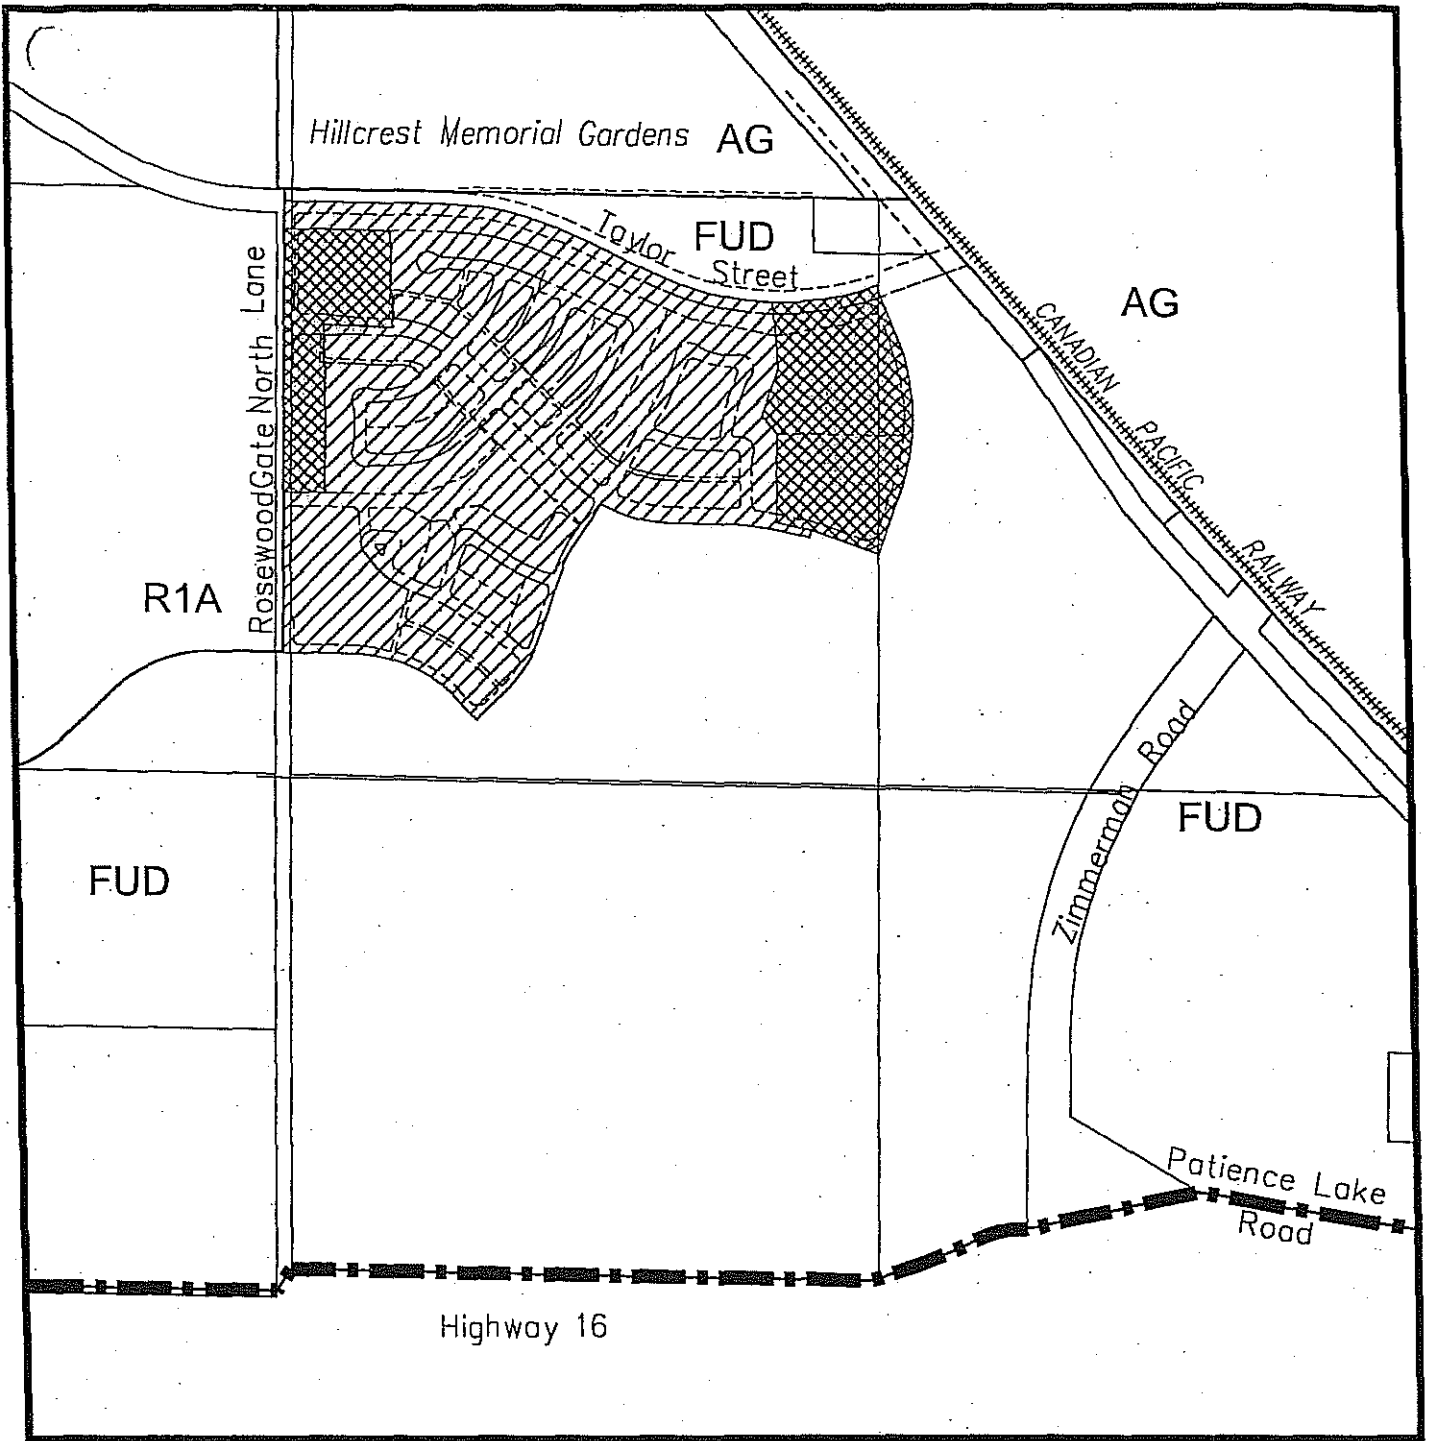 Hillcrest Memorial Gardens
AG
Taylor
Street
FUD
AG
CANADIAN
PACIFIC
RAILWAY
RosewoodGate North Lane
R1A
Zimmerman Road
FUD
FUD
Patience Lake
Road
Highway 16